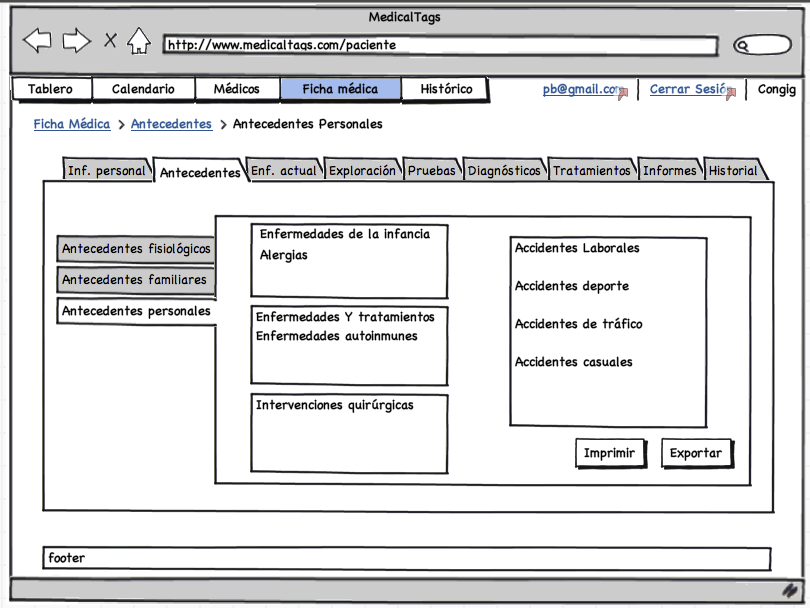 MedicalTags
http://www.medicaltags.com/paciente
Tablero Calendario Médicos Ficha médica Histórico pb@gmail.com Cerrar Sesión Congig
Ficha Médica > Antecedentes > Antecedentes Personales
Inf. personal Antecedentes Enf. actual Exploración Pruebas Diagnósticos Tratamientos Informes Historial
Antecedentes fisiológicos
Antecedentes familiares
Antecedentes personales
Enfermedades de la infancia
Alergias
Enfermedades Y tratamientos
Enfermedades autoinmunes
Intervenciones quirúrgicas
Accidentes Laborales
Accidentes deporte
Accidentes de tráfico
Accidentes casuales
Imprimir Exportar
footer